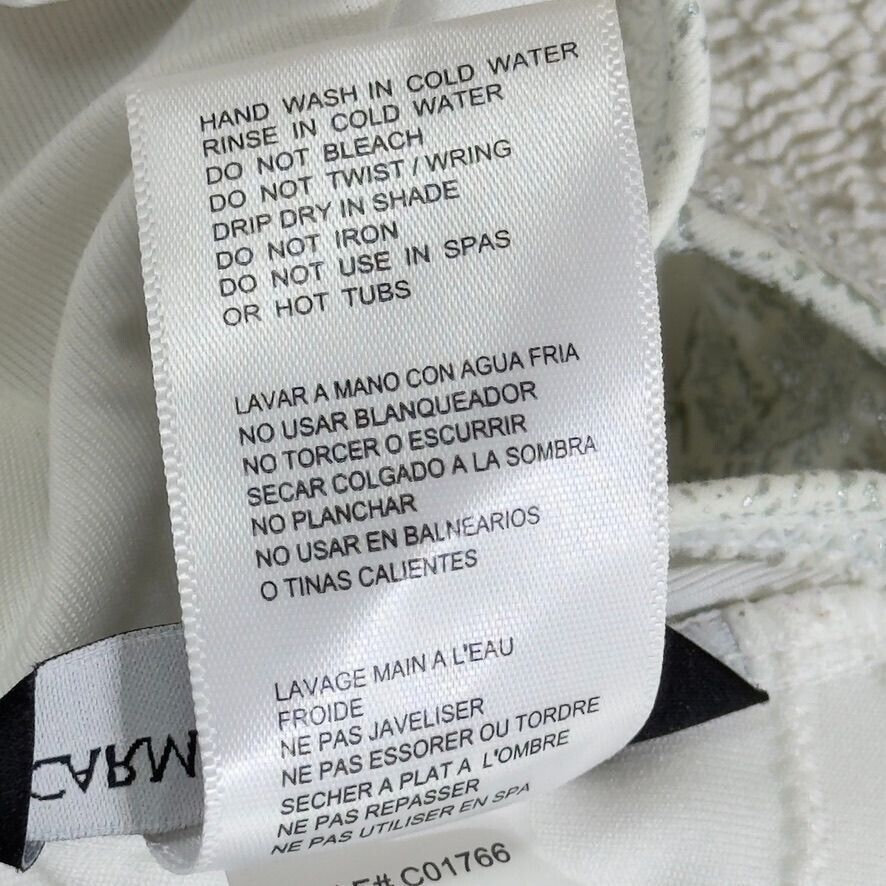 HAND WASH IN COLD WATER
RINSE IN COLD WATER
DO NOT BLEACH
DO NOT TWIST / WRING
DRIP DRY IN SHADE
DO NOT IRON
DO NOT USE IN SPAS
OR HOT TUBS
LAVAR A MANO CON AGUA FRIA
NO USAR BLANQUEADOR
NO TORCER O ESCURRIR
SECAR COLGADO A LA SOMBRA
NO PLANCHAR
NO USAR EN BALNEARIOS
O TINAS CALIENTES
LAVAGE MAIN A L'EAU
FROIDE
NE PAS JAVELISER
NE PAS ESSORER OU TORDRE
SECHER A PLAT A L'OMBRE
NE PAS REPASSER
NE PAS UTILISER EN SPA
CARM
# C01766